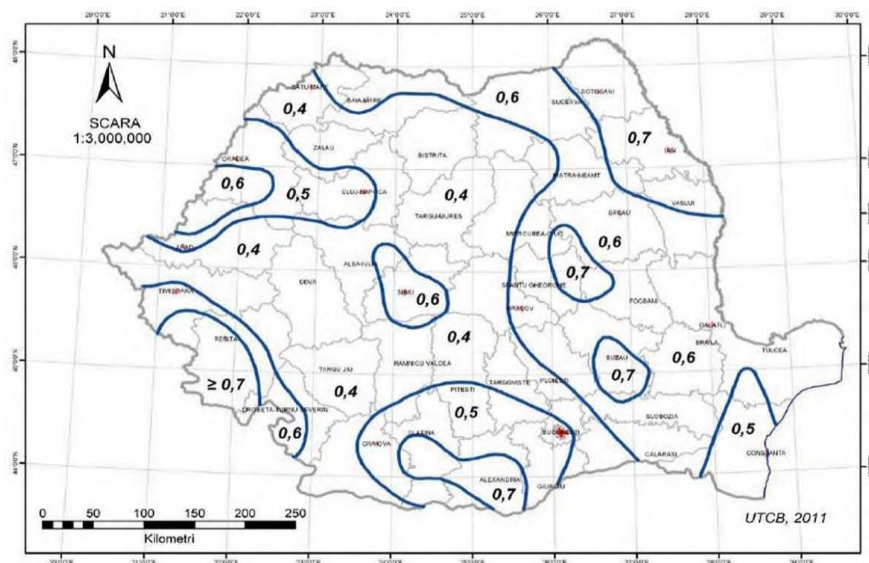 N
SCARA
1:3,000,000
SATU MARE
BAIA MARE
0,4
0,6
SUCEAVA
BOTOSANI
0,7
IASI
ZALAU
BISTRITA
ORADEA
0,6
0,5
CLUJ-NAPOCA
0,4
TARGU-MURES
PIATRA-NEAMT
VASLUI
BACAU
MIERCUREA-CIUC
0,6
0,7
ARAD
0,4
ALBA-IULIA
DEVA
SIBIU
0,6
SFANTU GHEORGHE
BRASOV
FOCSANI
GALATI
BRAILA
TULCEA
TIMISOARA
RESITA
≥ 0,7
0,4
RAMNICU VALCEA
TARGU JIU
0,4
PITESTI
TARGOVISTE
PLOIESTI
BUZAU
0,7
0,6
DROBETA-TURNU SEVERIN
0,6
0,5
SLATINA
CRAIOVA
BUCURESTI
SLOBOZIA
CALARASI
0,5
CONSTANTA
ALEXANDRIA
0,7
GIURGIU
0 50 100 150 200 250
Kilometri
UTCB, 2011